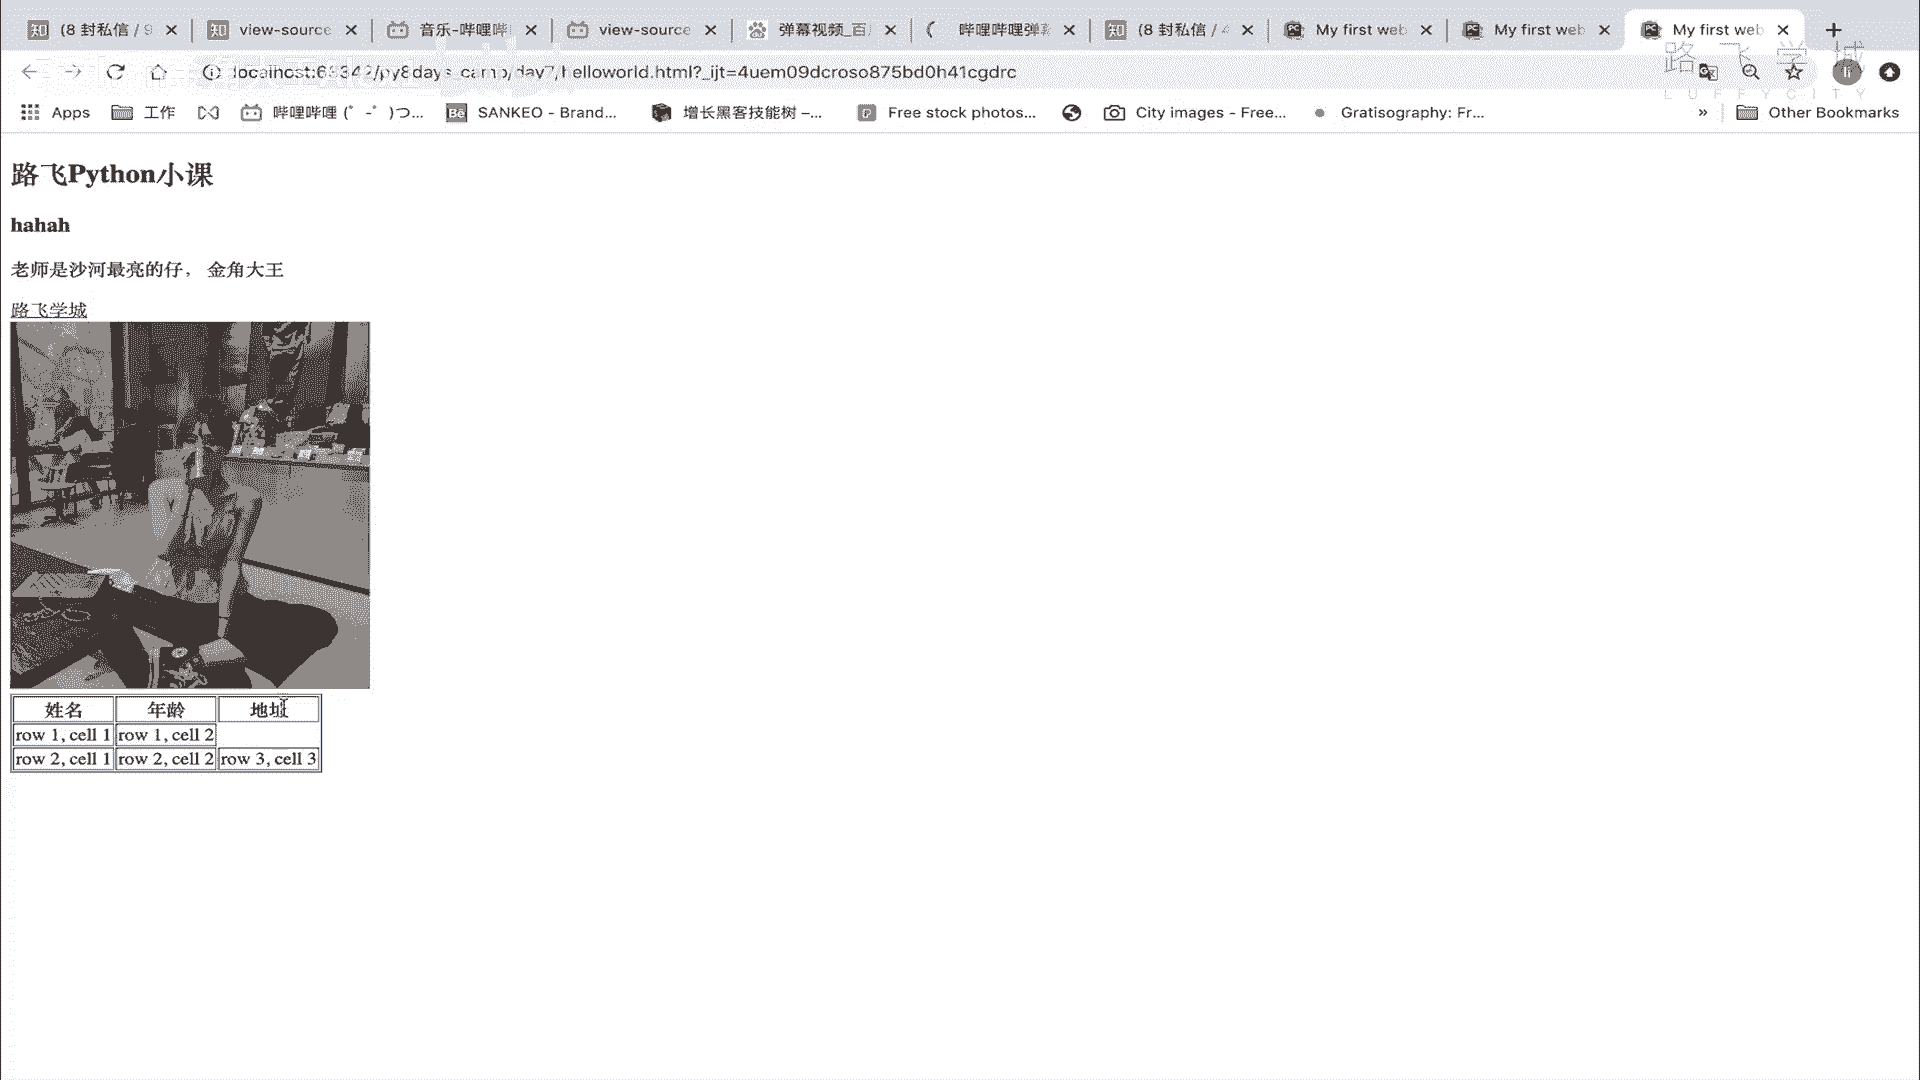 (8 封私信 / 9
view-source
音乐-哔哩哔
view-source
弹幕视频_百
哔哩哔哩弹
(8 封私信 / 4
My first web
My first web
My first web
localhost:63342/py8days_camp/day7/helloworld.html?_ijt=4uem09dcroso875bd0h41cgdrc
路飞学城
LUFFYCITY
Apps
工作
哔哩哔哩 (゜-゜)つ...
SANKEO - Brand...
增长黑客技能树 –...
Free stock photos...
City images - Free...
Gratisography: Fr...
»
Other Bookmarks
路飞Python小课
hahah
老师是沙河最亮的仔， 金角大王
路飞学城
姓名 年龄 地址
row 1, cell 1 row 1, cell 2
row 2, cell 1 row 2, cell 2 row 3, cell 3